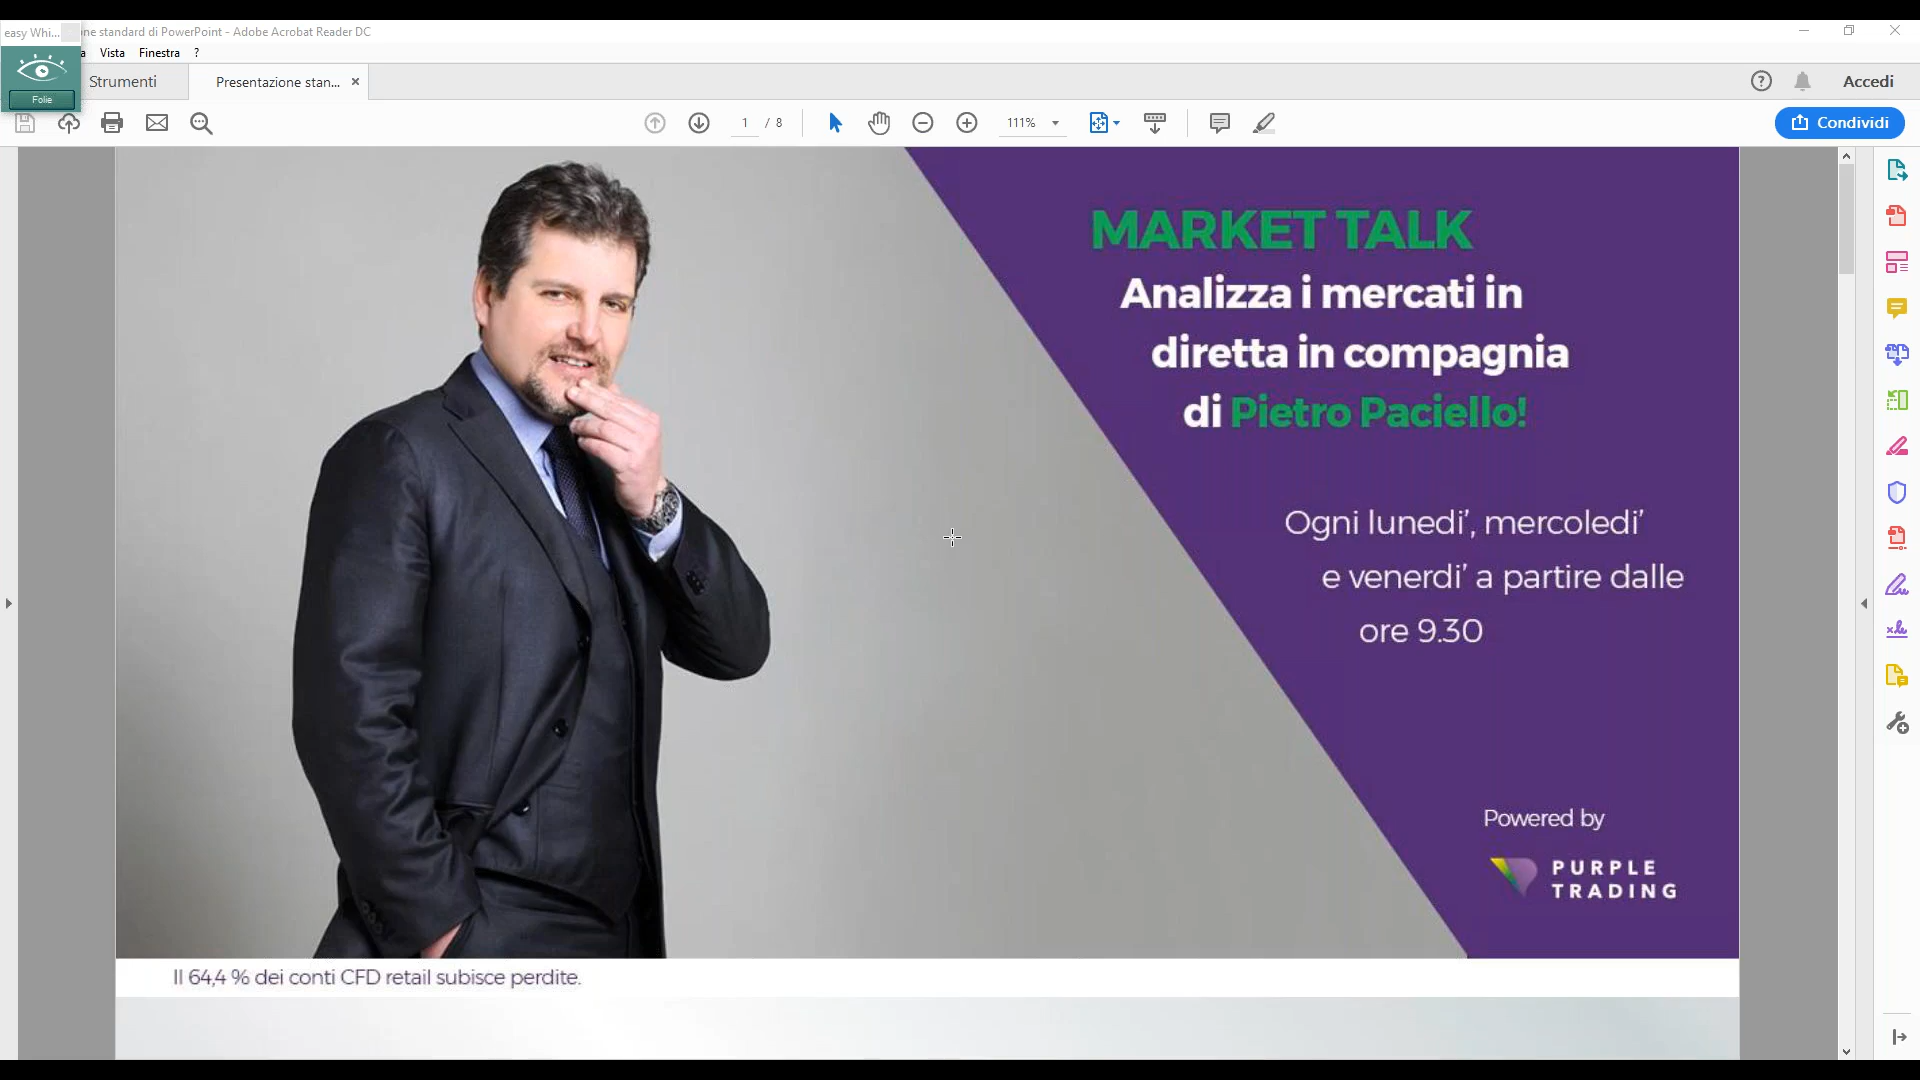 easy Whi...
ne standard di PowerPoint - Adobe Acrobat Reader DC
a Vista Finestra ?
Folie
Strumenti
Presentazione stan... ×
Accedi
1 / 8
111%
Condividi
MARKET TALK
Analizza i mercati in
diretta in compagnia
di Pietro Paciello!
Ogni lunedi’, mercoledi’
e venerdi’ a partire dalle
ore 9.30
Powered by
PURPLE
TRADING
Il 64,4 % dei conti CFD retail subisce perdite.